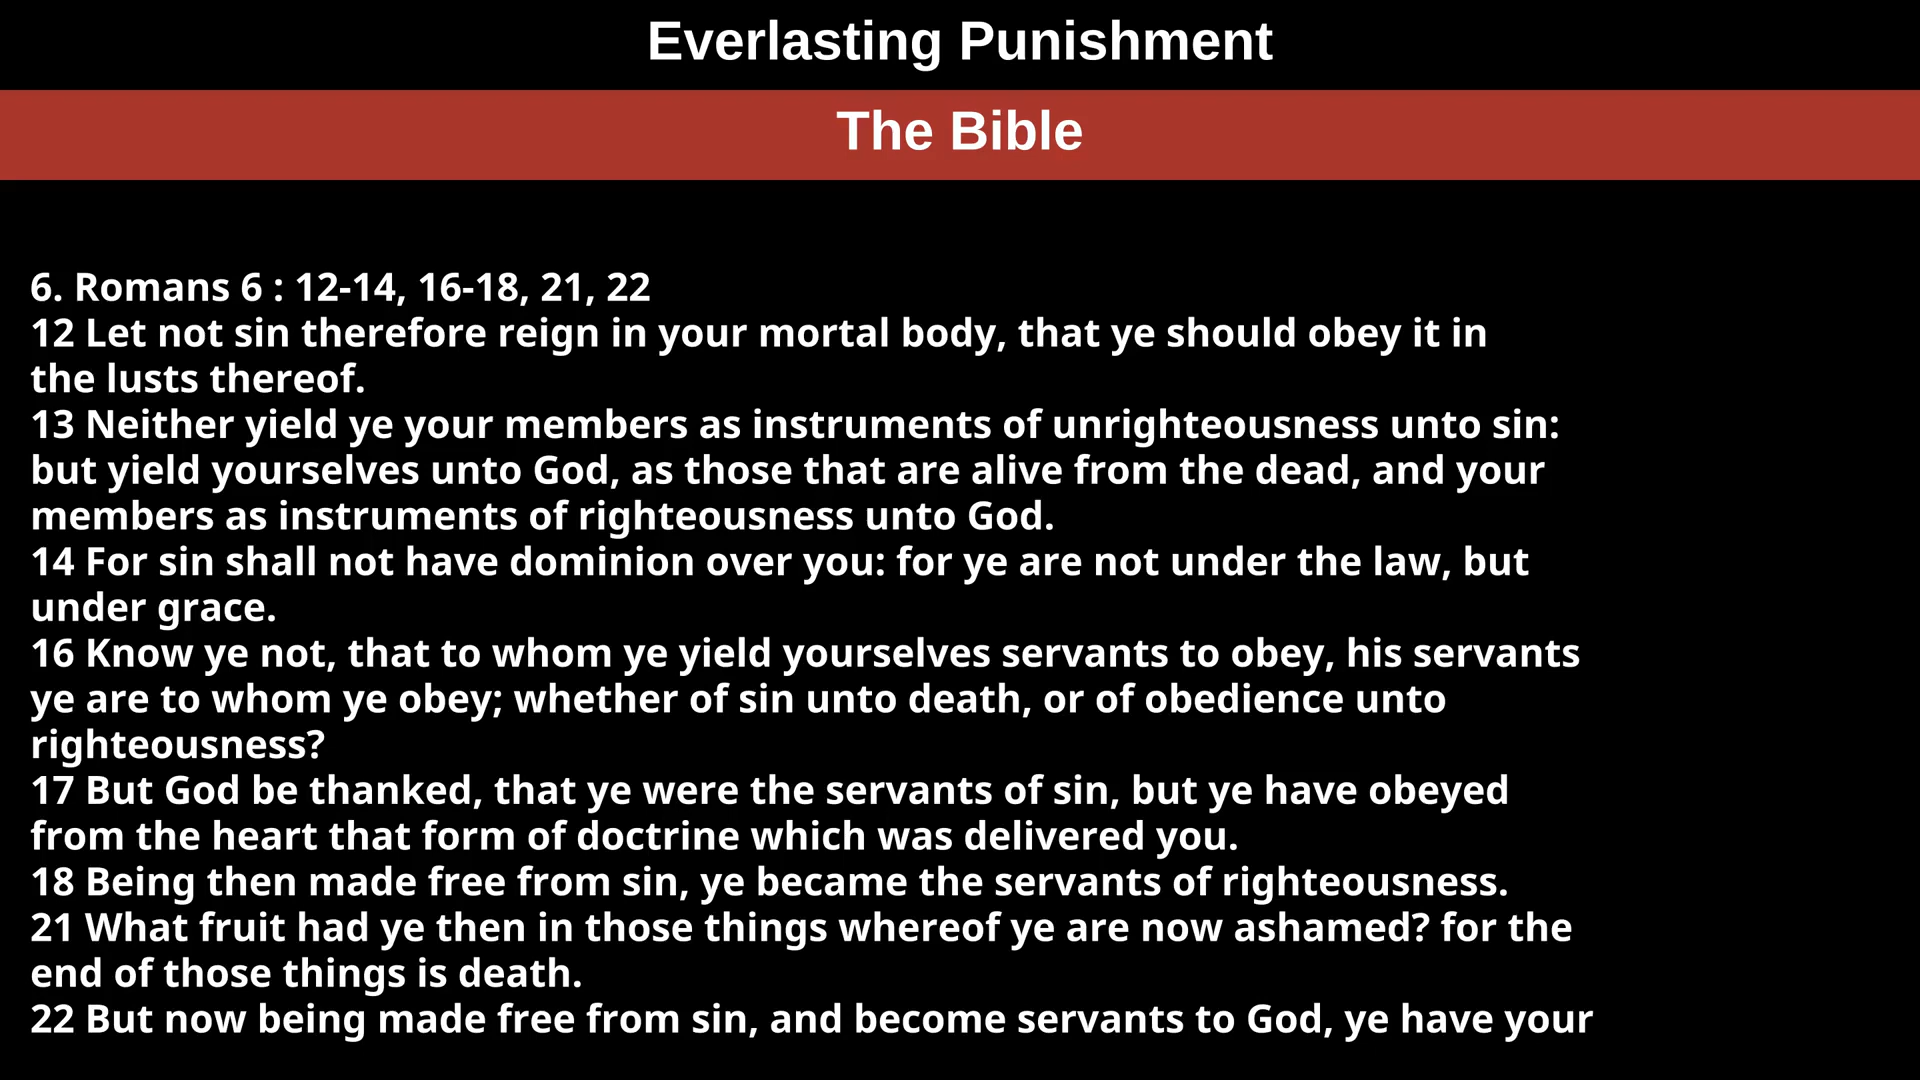 Everlasting Punishment
The Bible
6. Romans 6 : 12-14, 16-18, 21, 22
12 Let not sin therefore reign in your mortal body, that ye should obey it in
the lusts thereof.
13 Neither yield ye your members as instruments of unrighteousness unto sin:
but yield yourselves unto God, as those that are alive from the dead, and your
members as instruments of righteousness unto God.
14 For sin shall not have dominion over you: for ye are not under the law, but
under grace.
16 Know ye not, that to whom ye yield yourselves servants to obey, his servants
ye are to whom ye obey; whether of sin unto death, or of obedience unto
righteousness?
17 But God be thanked, that ye were the servants of sin, but ye have obeyed
from the heart that form of doctrine which was delivered you.
18 Being then made free from sin, ye became the servants of righteousness.
21 What fruit had ye then in those things whereof ye are now ashamed? for the
end of those things is death.
22 But now being made free from sin, and become servants to God, ye have your